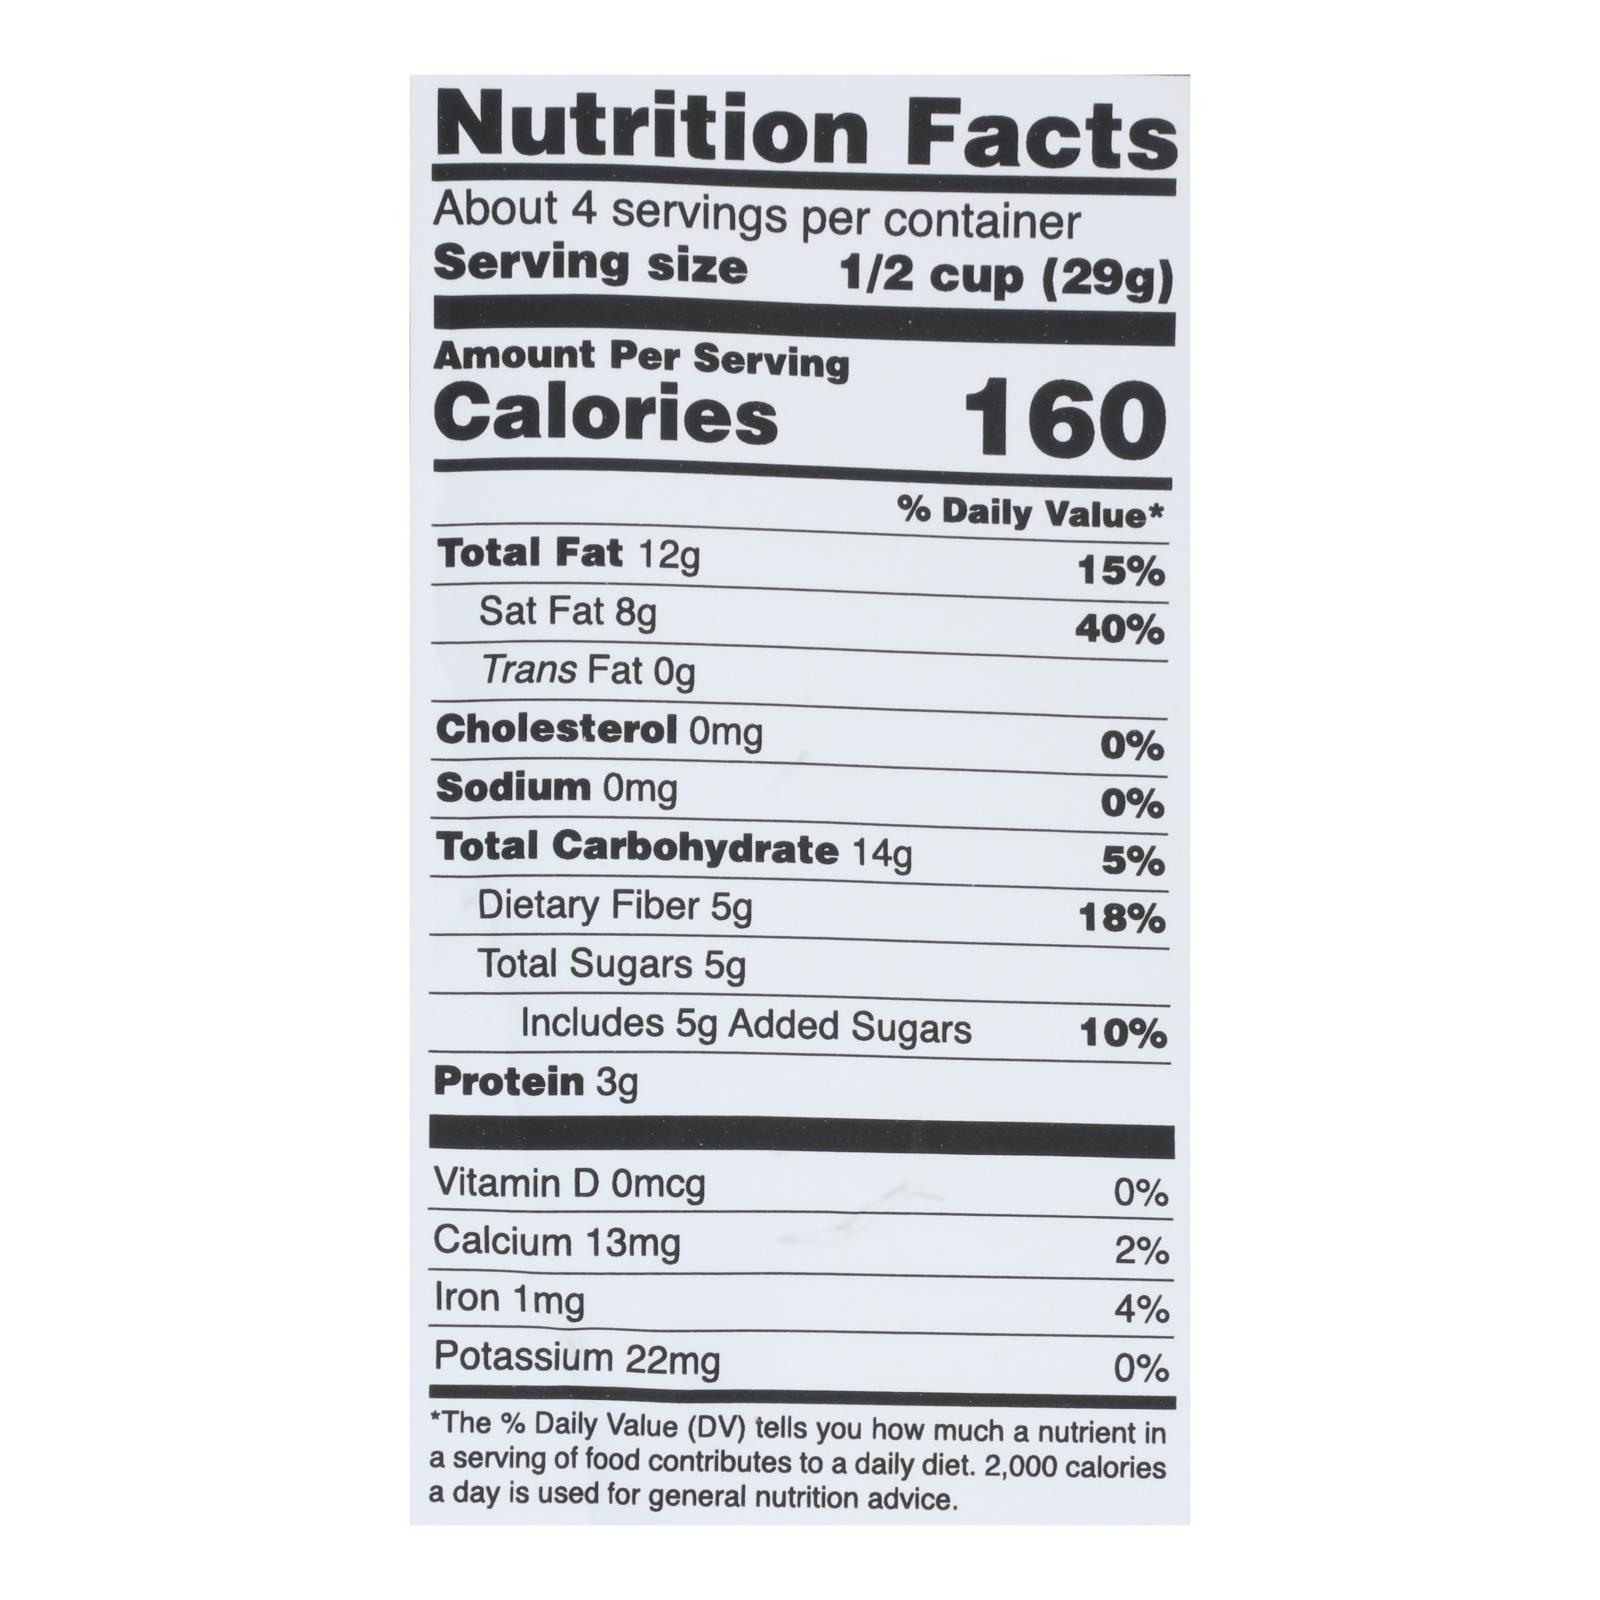 Nutrition Facts
About 4 servings per container
Serving size 1/2 cup (29g)
Amount Per Serving
Calories 160
% Daily Value*
Total Fat 12g 15%
Sat Fat 8g 40%
Trans Fat 0g
Cholesterol 0mg 0%
Sodium 0mg 0%
Total Carbohydrate 14g 5%
Dietary Fiber 5g 18%
Total Sugars 5g
Includes 5g Added Sugars 10%
Protein 3g
Vitamin D 0mcg 0%
Calcium 13mg 2%
Iron 1mg 4%
Potassium 22mg 0%
*The % Daily Value (DV) tells you how much a nutrient in
a serving of food contributes to a daily diet. 2,000 calories
a day is used for general nutrition advice.